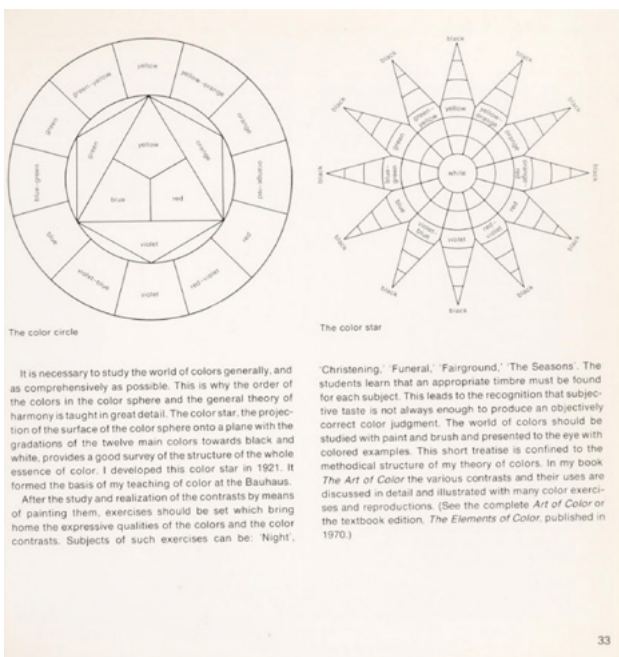 yellow
yellow-orange
orange
orange-red
red
red-violet
violet
violet-blue
blue
blue-green
green
green-yellow
yellow
green
orange
blue
red
violet
The color circle
black
black
black
black
black
black
black
black
black
black
black
black
yellow
yellow-
orange
orange
orange-
red
red
red-
violet
violet
violet-
blue
blue
blue-
green
green
green-
yellow
white
The color star
It is necessary to study the world of colors generally, and
as comprehensively as possible. This is why the order of
the colors in the color sphere and the general theory of
harmony is taught in great detail. The color star, the projec-
tion of the surface of the color sphere onto a plane with the
gradations of the twelve main colors towards black and
white, provides a good survey of the structure of the whole
essence of color. I developed this color star in 1921. It
formed the basis of my teaching of color at the Bauhaus.
After the study and realization of the contrasts by means
of painting them, exercises should be set which bring
home the expressive qualities of the colors and the color
contrasts. Subjects of such exercises can be: 'Night',
'Christening,' 'Funeral,' 'Fairground,' 'The Seasons'. The
students learn that an appropriate timbre must be found
for each subject. This leads to the recognition that subjec-
tive taste is not always enough to produce an objectively
correct color judgment. The world of colors should be
studied with paint and brush and presented to the eye with
colored examples. This short treatise is confined to the
methodical structure of my theory of colors. In my book
The Art of Color the various contrasts and their uses are
discussed in detail and illustrated with many color exerci-
ses and reproductions. (See the complete Art of Color or
the textbook edition, The Elements of Color, published in
1970.)
33